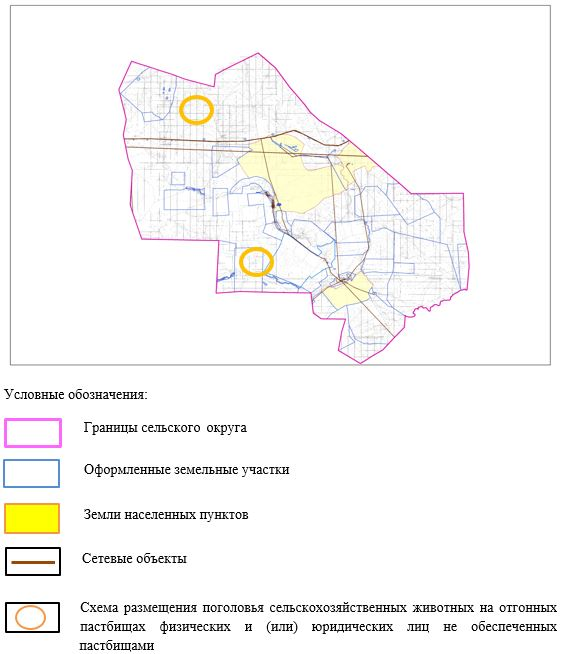 Условные обозначения:
Границы сельского округа
Оформленные земельные участки
Земли населенных пунктов
Сетевые объекты
Схема размещения поголовья сельскохозяйственных животных на отгонных
пастбищах физических и (или) юридических лиц не обеспеченных
пастбищами